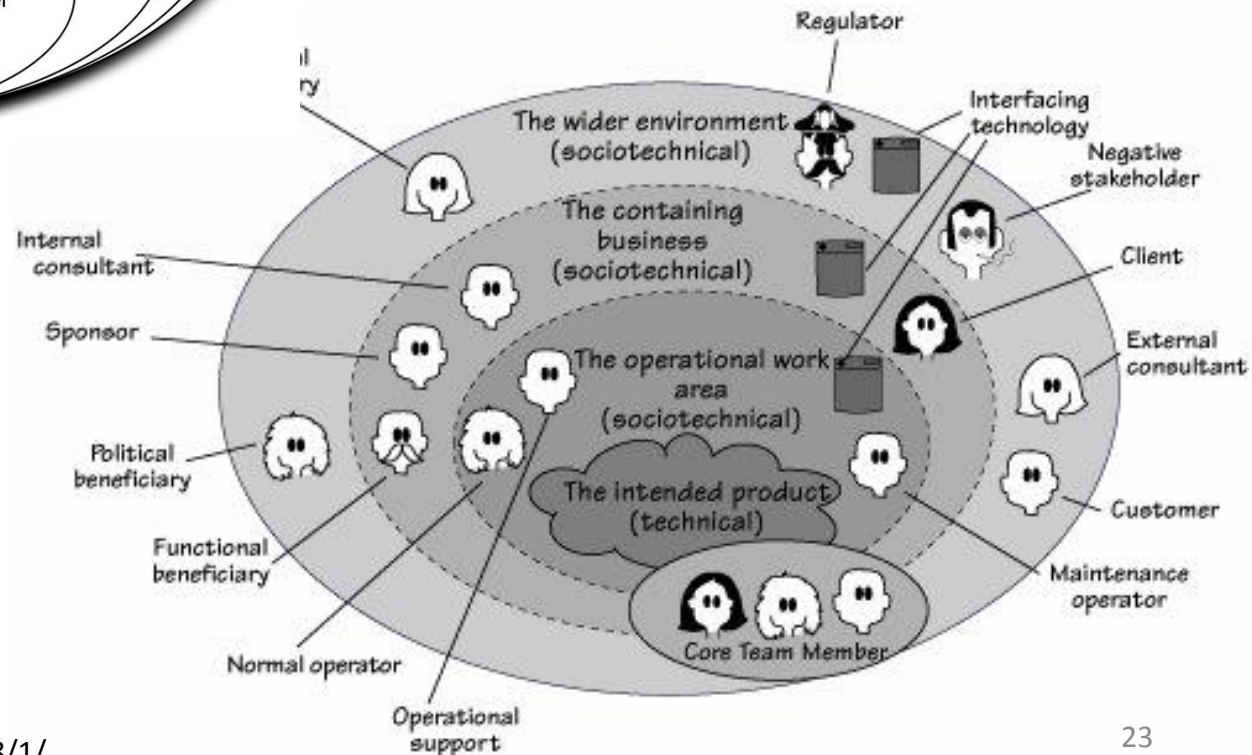 Regulator
The wider environment
(sociotechnical)
Interfacing
technology
Negative
stakeholder
The containing
business
(sociotechnical)
Internal
consultant
Client
Sponsor
External
consultant
The operational work
area
(sociotechnical)
Political
beneficiary
The intended product
(technical)
Customer
Functional
beneficiary
Maintenance
operator
Core Team Member
Normal operator
Operational
support
23